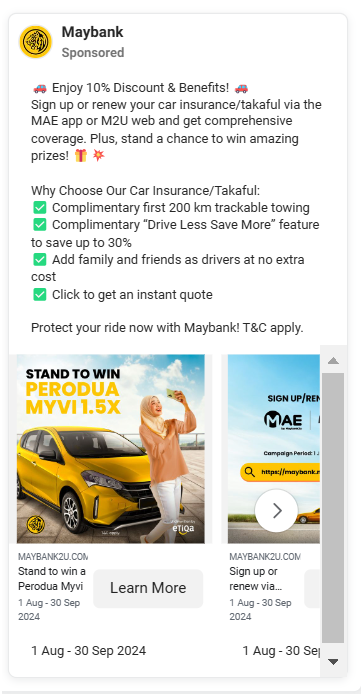 Maybank
Sponsored
🚗 Enjoy 10% Discount & Benefits! 🚗
Sign up or renew your car insurance/takaful via the
MAE app or M2U web and get comprehensive
coverage. Plus, stand a chance to win amazing
prizes! 🎁 💥
Why Choose Our Car Insurance/Takaful:
✅ Complimentary first 200 km trackable towing
✅ Complimentary “Drive Less Save More” feature
to save up to 30%
✅ Add family and friends as drivers at no extra
cost
✅ Click to get an instant quote
Protect your ride now with Maybank! T&C apply.
STAND TO WIN
PERODUA
MYVI 1.5X
etiqa
SIGN UP/REN
MAE
Campaign Period: 1
https://maybank.
MAYBANK2U.COM
Stand to win a
Perodua Myvi
1 Aug - 30 Sep
2024
Learn More
1 Aug - 30 Sep 2024
MAYBANK2U.COM
Sign up or
renew via...
1 Aug - 30 Sep
2024
1 Aug - 30 Sep